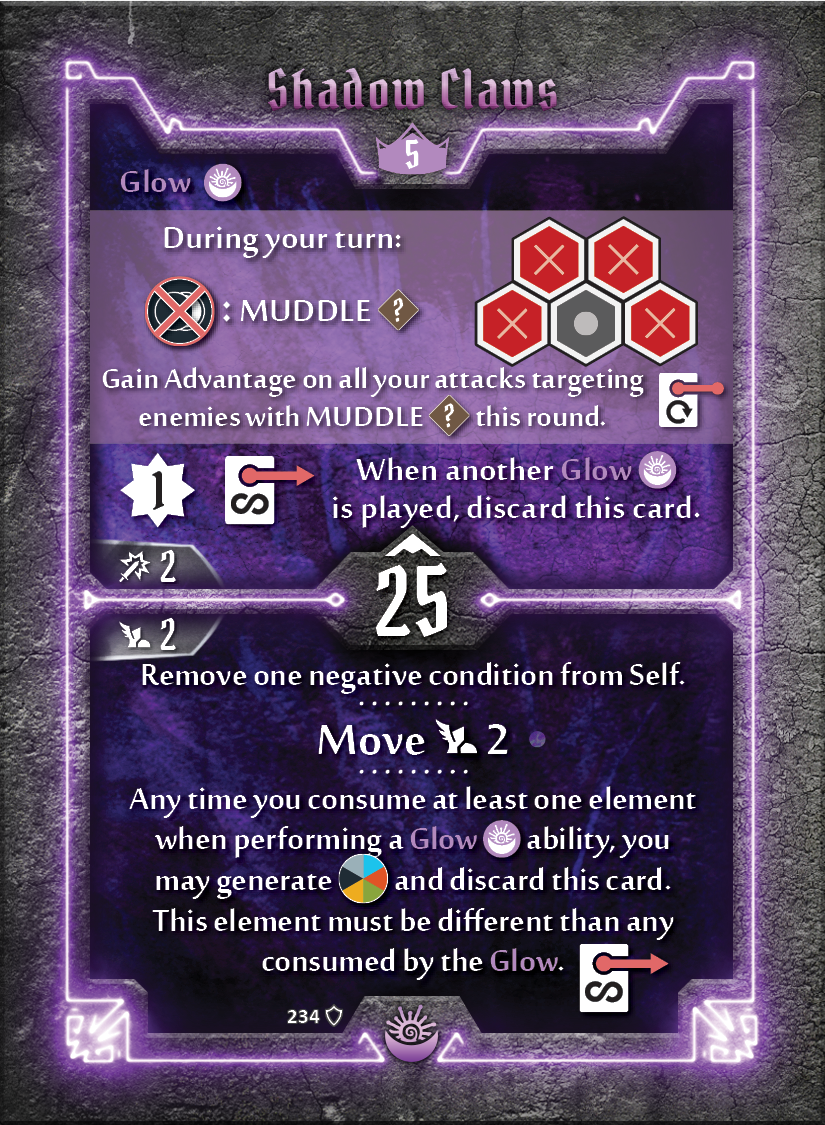 Shadow Claws
5
Glow
During your turn:
: MUDDLE ?
Gain Advantage on all your attacks targeting
enemies with MUDDLE ? this round.
1
When another Glow
is played, discard this card.
2
25
2
Remove one negative condition from Self.
Move 2
Any time you consume at least one element
when performing a Glow ability, you
may generate and discard this card.
This element must be different than any
consumed by the Glow.
234